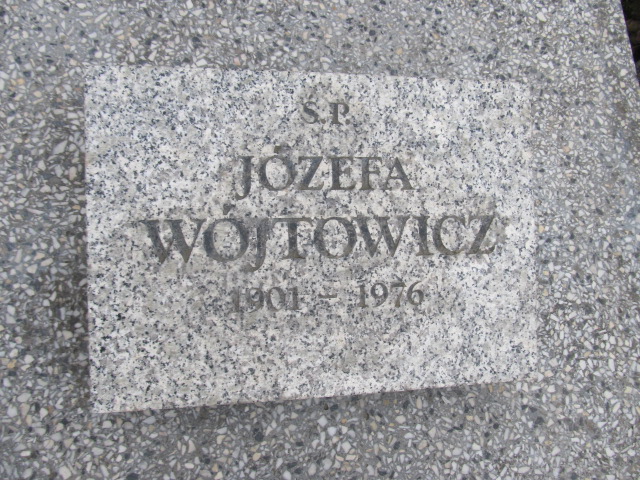 Ś.P.
JÓZEFA
WÓJTOWICZ
1901 – 1976